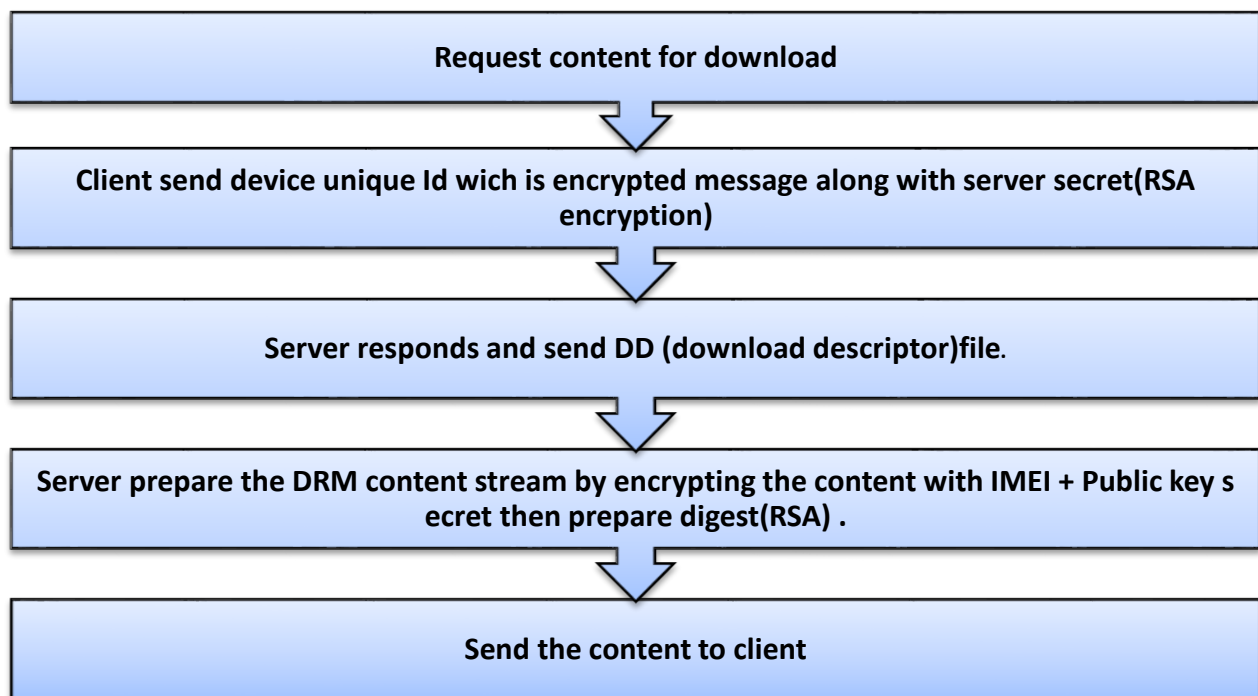 Request content for download
Client send device unique Id wich is encrypted message along with server secret(RSA
encryption)
Server responds and send DD (download descriptor)file.
Server prepare the DRM content stream by encrypting the content with IMEI + Public key s
ecret then prepare digest(RSA) .
Send the content to client